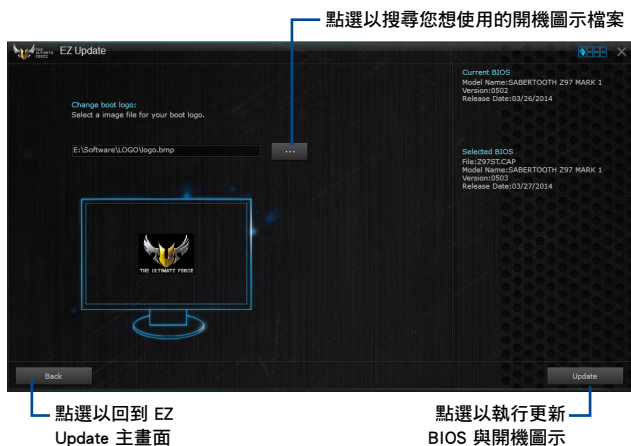 點選以搜尋您想使用的開機圖示檔案
THE ULTIMATE FORCE
EZ Update
Current BIOS
Model Name:SABERTOOTH Z97 MARK 1
Version:0502
Release Date:03/26/2014
Change boot logo:
Select a image file for your boot logo.
E:\Software\LOGO\logo.bmp
...
Selected BIOS
File:Z97ST.CAP
Model Name:SABERTOOTH Z97 MARK 1
Version:0503
Release Date:03/27/2014
THE ULTIMATE FORCE
Back
Update
點選以回到 EZ
Update 主畫面
點選以執行更新
BIOS 與開機圖示